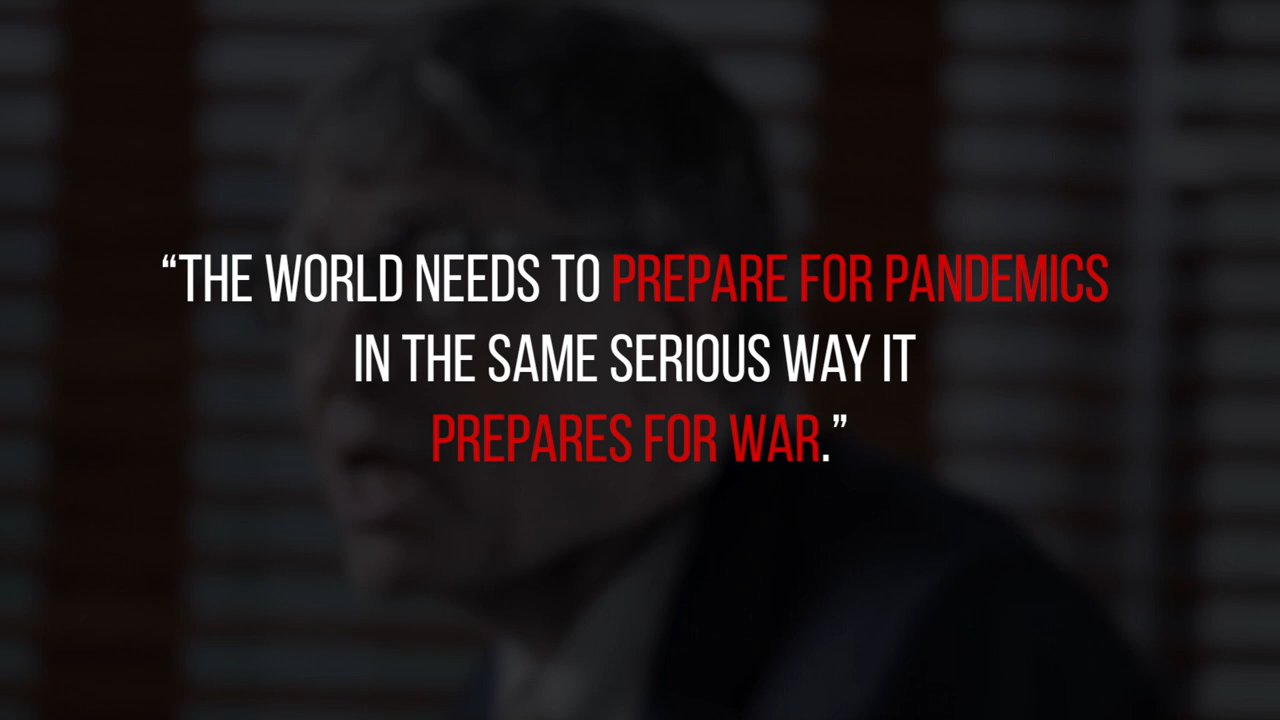 “THE WORLD NEEDS TO PREPARE FOR PANDEMICS
IN THE SAME SERIOUS WAY IT
PREPARES FOR WAR.”